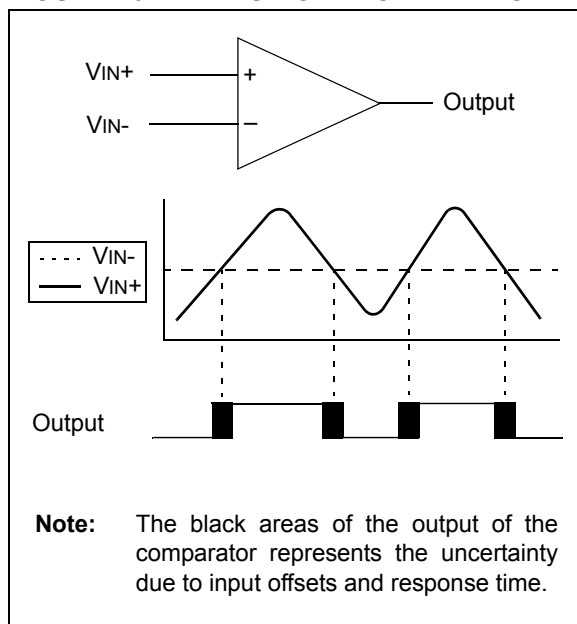 VIN+
+
Output
VIN-
–
VIN-
VIN+
Output
Note: The black areas of the output of the
comparator represents the uncertainty
due to input offsets and response time.